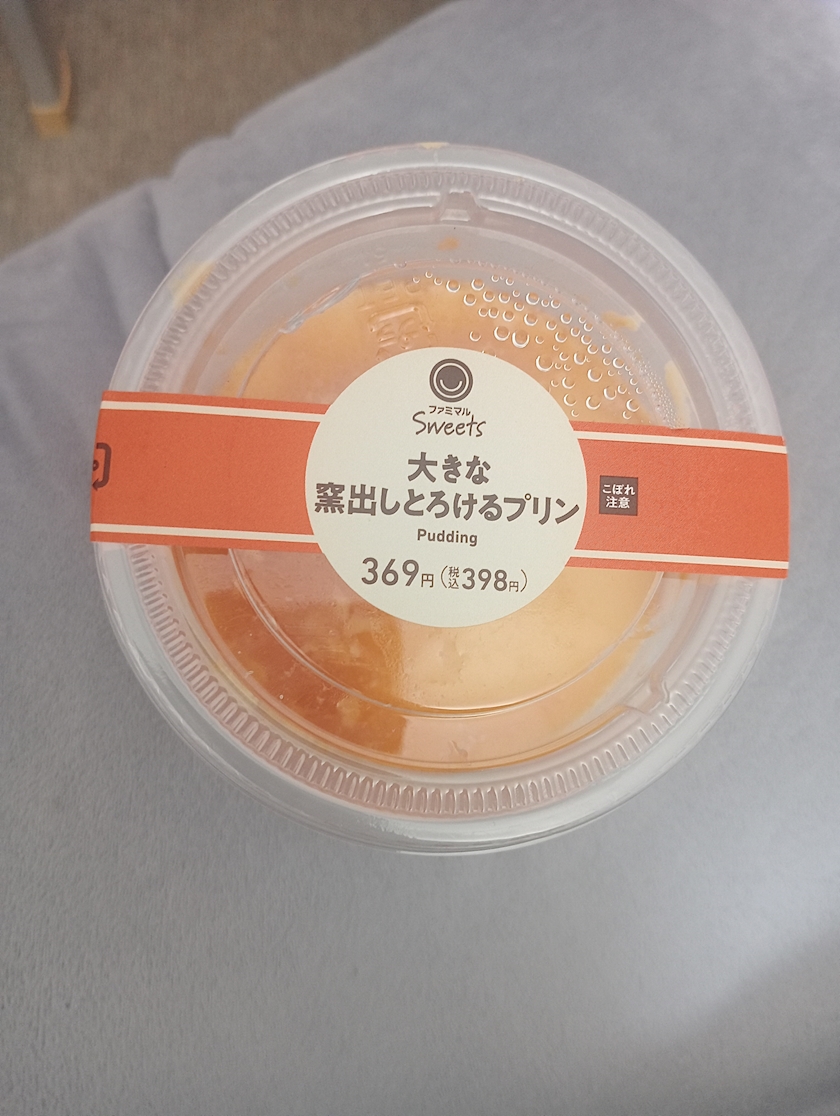 ファミマル
Sweets
大きな
窯出しとろけるプリン
Pudding
369円(税込398円)
こぼれ
注意